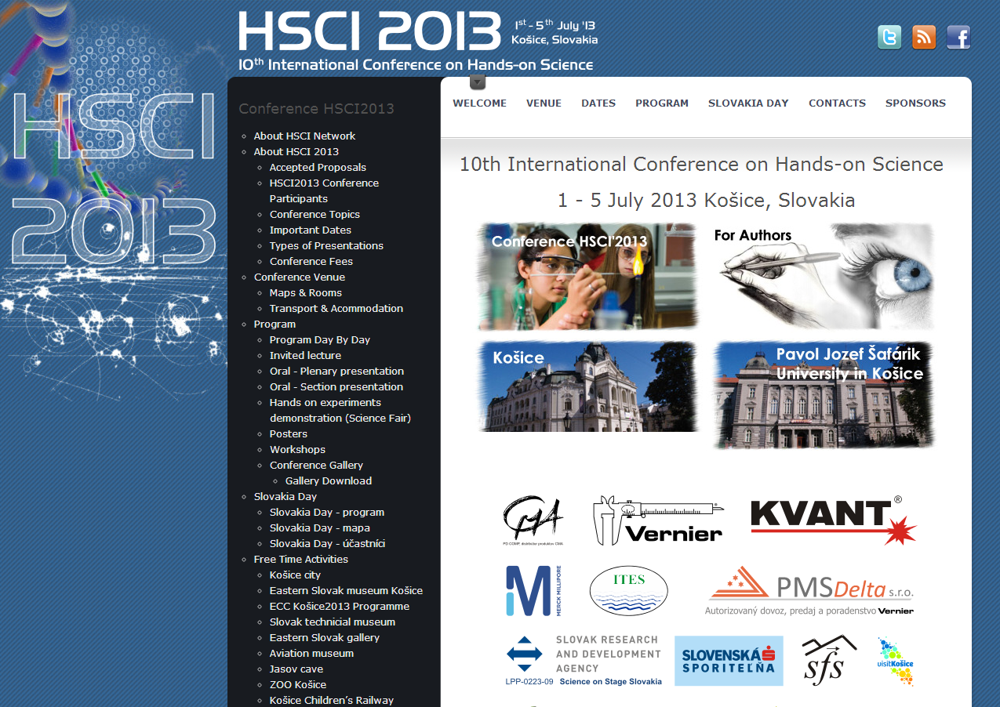 HSCI 2013
1st - 5th July '13
Košice, Slovakia
10th International Conference on Hands-on Science
HSCI
2013
Conference HSCI2013
About HSCI Network
About HSCI 2013
Accepted Proposals
HSCI2013 Conference
Participants
Conference Topics
Important Dates
Types of Presentations
Conference Fees
Conference Venue
Maps & Rooms
Transport & Acommodation
Program
Program Day By Day
Invited lecture
Oral - Plenary presentation
Oral - Section presentation
Hands on experiments
demonstration (Science Fair)
Posters
Workshops
Conference Gallery
Gallery Download
Slovakia Day
Slovakia Day - program
Slovakia Day - mapa
Slovakia Day - účastníci
Free Time Activities
Košice city
Eastern Slovak museum Košice
ECC Košice2013 Programme
Slovak technicial museum
Eastern Slovak gallery
Aviation museum
Jasov cave
ZOO Košice
Košice Children's Railway
WELCOME VENUE DATES PROGRAM SLOVAKIA DAY CONTACTS SPONSORS
10th International Conference on Hands-on Science
1 - 5 July 2013 Košice, Slovakia
Conference HSCI'2013
For Authors
Košice
Pavol Jozef Šafárik
University in Košice
CMA
PD COMP, distribútor produktov CMA
Vernier
KVANT®
M
MERCK MILLIPORE
ITES
PMSDelta s.r.o.
Autorizovaný dovoz, predaj a poradenstvo Vernier
SLOVAK RESEARCH
AND DEVELOPMENT
AGENCY
LPP-0223-09 Science on Stage Slovakia
SLOVENSKÁ
SPORITEĽŇA
sfs
visitKošice